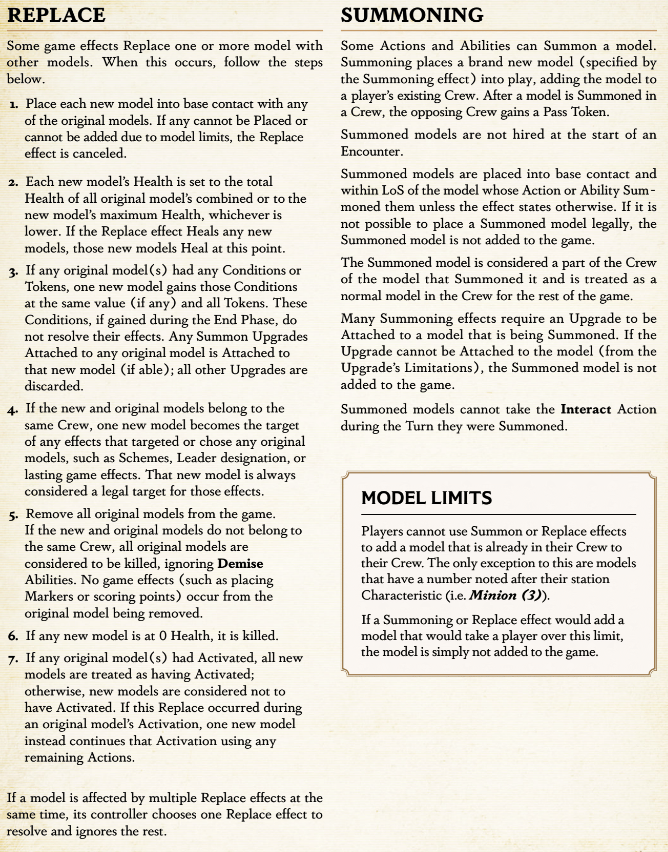 REPLACE
Some game effects Replace one or more model with
other models. When this occurs, follow the steps
below.
1. Place each new model into base contact with any
of the original models. If any cannot be Placed or
cannot be added due to model limits, the Replace
effect is canceled.
2. Each new model's Health is set to the total
Health of all original model's combined or to the
new model's maximum Health, whichever is
lower. If the Replace effect Heals any new
models, those new models Heal at this point.
3. If any original model(s) had any Conditions or
Tokens, one new model gains those Conditions
at the same value (if any) and all Tokens. These
Conditions, if gained during the End Phase, do
not resolve their effects. Any Summon Upgrades
Attached to any original model is Attached to
that new model (if able); all other Upgrades are
discarded.
4. If the new and original models belong to the
same Crew, one new model becomes the target
of any effects that targeted or chose any original
models, such as Schemes, Leader designation, or
lasting game effects. That new model is always
considered a legal target for those effects.
5. Remove all original models from the game.
If the new and original models do not belong to
the same Crew, all original models are
considered to be killed, ignoring Demise
Abilities. No game effects (such as placing
Markers or scoring points) occur from the
original model being removed.
6. If any new model is at 0 Health, it is killed.
7. If any original model(s) had Activated, all new
models are treated as having Activated;
otherwise, new models are considered not to
have Activated. If this Replace occurred during
an original model's Activation, one new model
instead continues that Activation using any
remaining Actions.
If a model is affected by multiple Replace effects at the
same time, its controller chooses one Replace effect to
resolve and ignores the rest.
SUMMONING
Some Actions and Abilities can Summon a model.
Summoning places a brand new model (specified by
the Summoning effect) into play, adding the model to
a player's existing Crew. After a model is Summoned in
a Crew, the opposing Crew gains a Pass Token.
Summoned models are not hired at the start of an
Encounter.
Summoned models are placed into base contact and
within LoS of the model whose Action or Ability Sum-
moned them unless the effect states otherwise. If it is
not possible to place a Summoned model legally, the
Summoned model is not added to the game.
The Summoned model is considered a part of the Crew
of the model that Summoned it and is treated as a
normal model in the Crew for the rest of the game.
Many Summoning effects require an Upgrade to be
Attached to a model that is being Summoned. If the
Upgrade cannot be Attached to the model (from the
Upgrade's Limitations), the Summoned model is not
added to the game.
Summoned models cannot take the Interact Action
during the Turn they were Summoned.
MODEL LIMITS
Players cannot use Summon or Replace effects
to add a model that is already in their Crew to
their Crew. The only exception to this are models
that have a number noted after their station
Characteristic (i.e. Minion (3)).
If a Summoning or Replace effect would add a
model that would take a player over this limit,
the model is simply not added to the game.